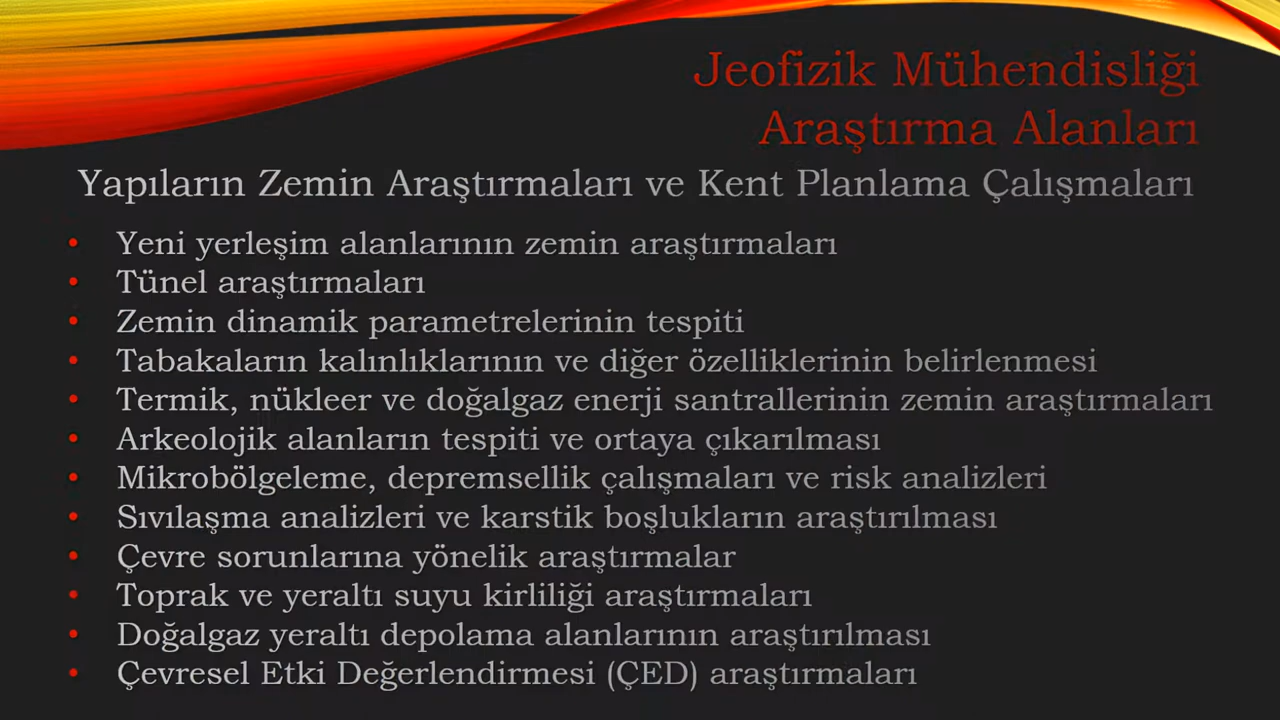 Jeofizik Mühendisliği
Araştırma Alanları
Yapıların Zemin Araştırmaları ve Kent Planlama Çalışmaları
• Yeni yerleşim alanlarının zemin araştırmaları
• Tünel araştırmaları
• Zemin dinamik parametrelerinin tespiti
• Tabakaların kalınlıklarının ve diğer özelliklerinin belirlenmesi
• Termik, nükleer ve doğalgaz enerji santrallerinin zemin araştırmaları
• Arkeolojik alanların tespiti ve ortaya çıkarılması
• Mikrobölgeleme, depremsellik çalışmaları ve risk analizleri
• Sıvılaşma analizleri ve karstik boşlukların araştırılması
• Çevre sorunlarına yönelik araştırmalar
• Toprak ve yeraltı suyu kirliliği araştırmaları
• Doğalgaz yeraltı depolama alanlarının araştırılması
• Çevresel Etki Değerlendirmesi (ÇED) araştırmaları